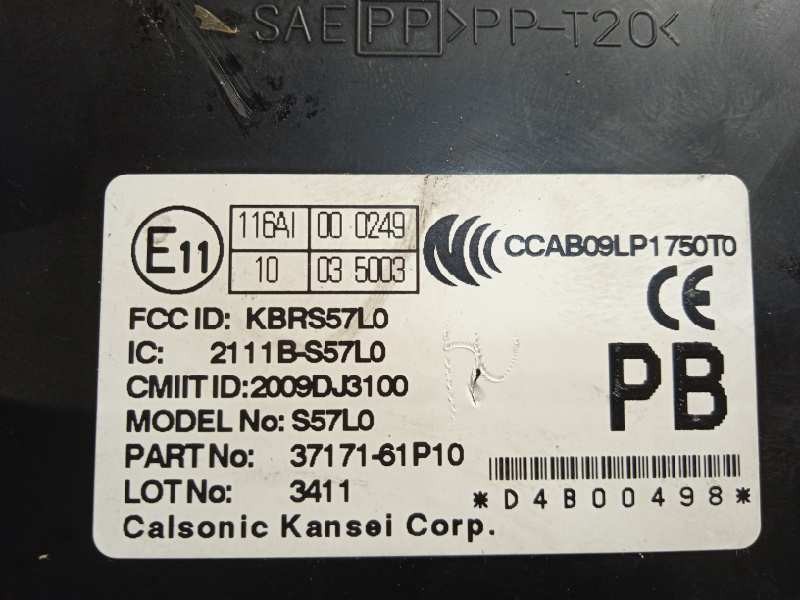 SAE PP >PP-T20<
E11 116AI 00 0249
10 03 5003
CCAB09LP1750T0
CE
FCC ID: KBRS57L0
IC: 2111B-S57L0
CMIIT ID:2009DJ3100
MODEL No: S57L0
PB
PART No: 37171-61P10
LOT No: 3411
*D4B00498*
Calsonic Kansei Corp.